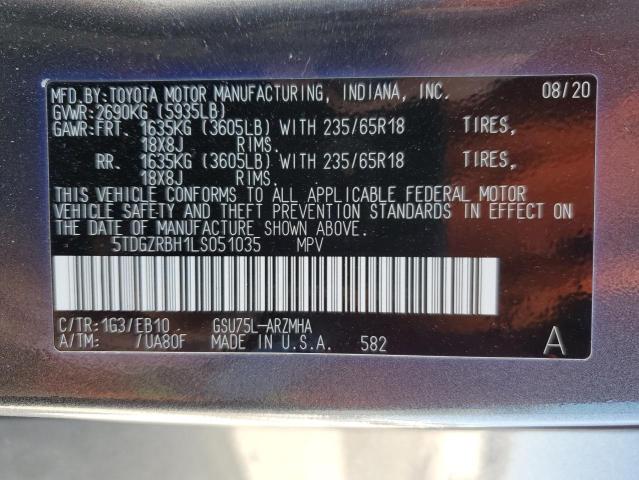 MFD.BY:TOYOTA MOTOR MANUFACTURING, INDIANA, INC. 08/20
GVWR:2690KG (5935LB)
GAWR:FRT. 1635KG (3605LB) WITH 235/65R18 TIRES,
18X8J RIMS.
RR. 1635KG (3605LB) WITH 235/65R18 TIRES,
18X8J RIMS.
THIS VEHICLE CONFORMS TO ALL APPLICABLE FEDERAL MOTOR
VEHICLE SAFETY AND THEFT PREVENTION STANDARDS IN EFFECT ON
THE DATE OF MANUFACTURE SHOWN ABOVE.
5TDGZRBH1LS051035 MPV
C/TR:1G3/EB10 GSU75L-ARZMHA
A/TM: /UA80F MADE IN U.S.A. 582 A